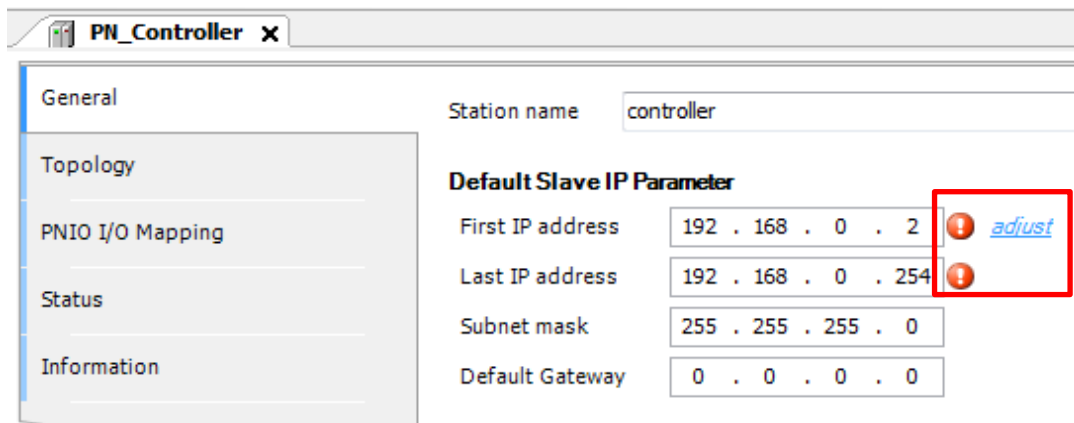 PN_Controller x
General
Station name controller
Topology
Default Slave IP Parameter
First IP address 192 . 168 . 0 . 2 ! adjust
PNIO I/O Mapping
Last IP address 192 . 168 . 0 . 254 !
Status
Subnet mask 255 . 255 . 255 . 0
Information
Default Gateway 0 . 0 . 0 . 0